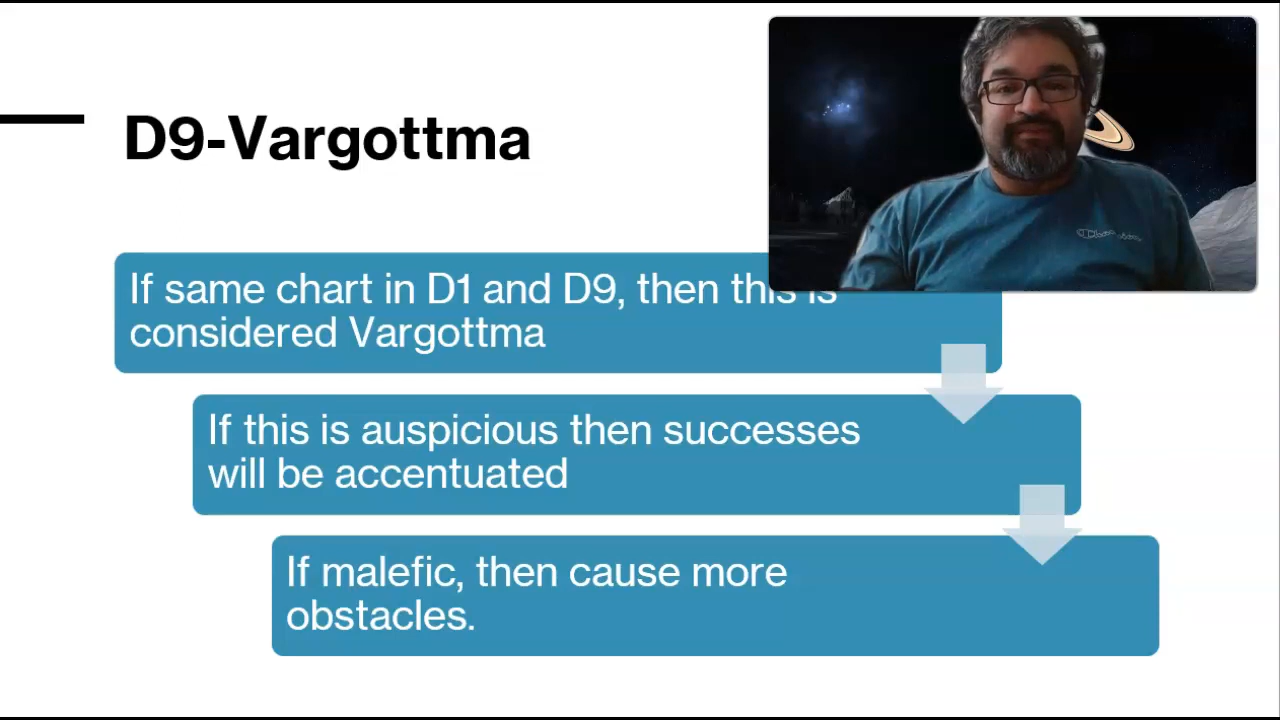 D9-Vargottma
If same chart in D1 and D9, then this is
considered Vargottma
If this is auspicious then successes
will be accentuated
If malefic, then cause more
obstacles.